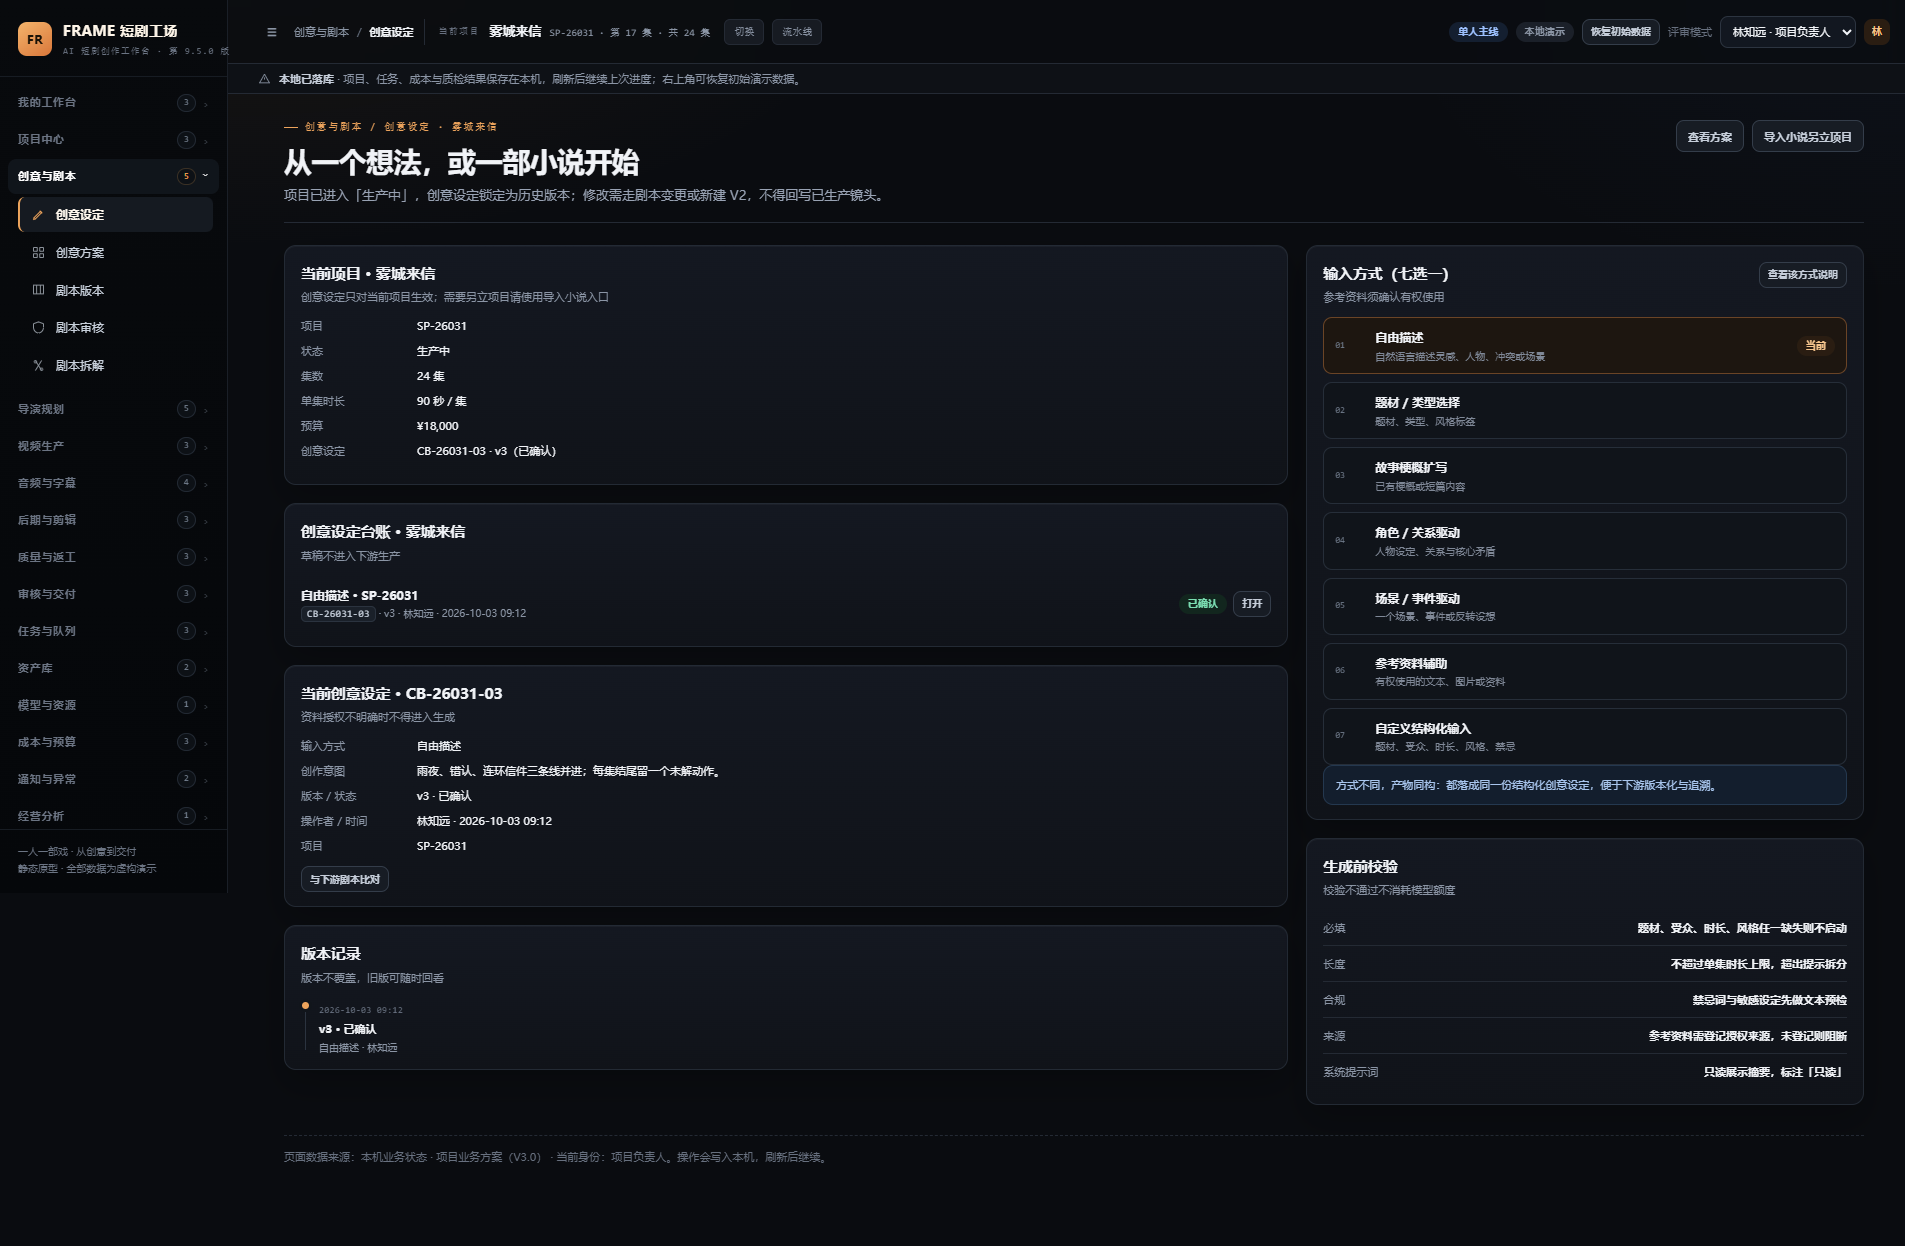 FR
FRAME 短剧工场
AI 短剧创作工作台 · 第 9.5.0 版
创意与剧本 / 创意设定
当前项目 雾城来信 SP-26031 · 第 17 集 · 共 24 集
切换
流水线
单人主线
本地演示
恢复初始数据
评审模式
林知远 · 项目负责人
林
本地已落库 · 项目、任务、成本与质检结果保存在本机，刷新后继续上次进度；右上角可恢复初始演示数据。
我的工作台 3
项目中心 3
创意与剧本 5
创意设定
创意方案
剧本版本
剧本审核
剧本拆解
导演规划 5
视频生产 3
音频与字幕 4
后期与剪辑 3
质量与返工 3
审核与交付 3
任务与队列 3
资产库 2
模型与资源 1
成本与预算 3
通知与异常 2
经营分析 1
一人一部戏 · 从创意到交付
静态原型 · 全部数据为虚构演示
创意与剧本 / 创意设定 · 雾城来信
从一个想法，或一部小说开始
项目已进入「生产中」，创意设定锁定为历史版本；修改需走剧本变更或新建 V2，不得回写已生产镜头。
查看方案
导入小说另立项目
当前项目 • 雾城来信
创意设定只对当前项目生效；需要另立项目请使用导入小说入口
项目 SP-26031
状态 生产中
集数 24 集
单集时长 90 秒 / 集
预算 ¥18,000
创意设定 CB-26031-03 · v3（已确认）
创意设定台账 • 雾城来信
草稿不进入下游生产
自由描述 • SP-26031
CB-26031-03 · v3 · 林知远 · 2026-10-03 09:12
已确认
打开
当前创意设定 • CB-26031-03
资料授权不明确时不得进入生成
输入方式 自由描述
创作意图 雨夜、错认、连环信件三条线并进；每集结尾留一个未解动作。
版本 / 状态 v3 · 已确认
操作者 / 时间 林知远 · 2026-10-03 09:12
项目 SP-26031
与下游剧本比对
版本记录
版本不覆盖，旧版可随时回看
2026-10-03 09:12
v3 • 已确认
自由描述 · 林知远
输入方式（七选一）
查看该方式说明
参考资料须确认有权使用
01 自由描述
自然语言描述灵感、人物、冲突或场景
当前
02 题材 / 类型选择
题材、类型、风格标签
03 故事梗概扩写
已有梗概或短篇内容
04 角色 / 关系驱动
人物设定、关系与核心矛盾
05 场景 / 事件驱动
一个场景、事件或反转设想
06 参考资料辅助
有权使用的文本、图片或资料
07 自定义结构化输入
题材、受众、时长、风格、禁忌
方式不同，产物同构：都落成同一份结构化创意设定，便于下游版本化与追溯。
生成前校验
校验不通过不消耗模型额度
必填 题材、受众、时长、风格任一缺失则不启动
长度 不超过单集时长上限，超出提示拆分
合规 禁忌词与敏感设定先做文本预检
来源 参考资料需登记授权来源，未登记则阻断
系统提示词 只读展示摘要，标注「只读」
页面数据来源：本机业务状态 · 项目业务方案（V3.0） · 当前身份：项目负责人。操作会写入本机，刷新后继续。